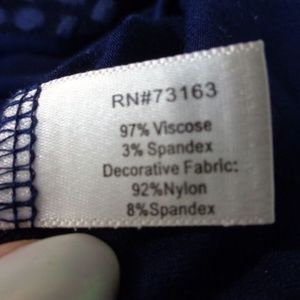 RN#73163
97% Viscose
3% Spandex
Decorative Fabric:
92%Nylon
8%Spandex